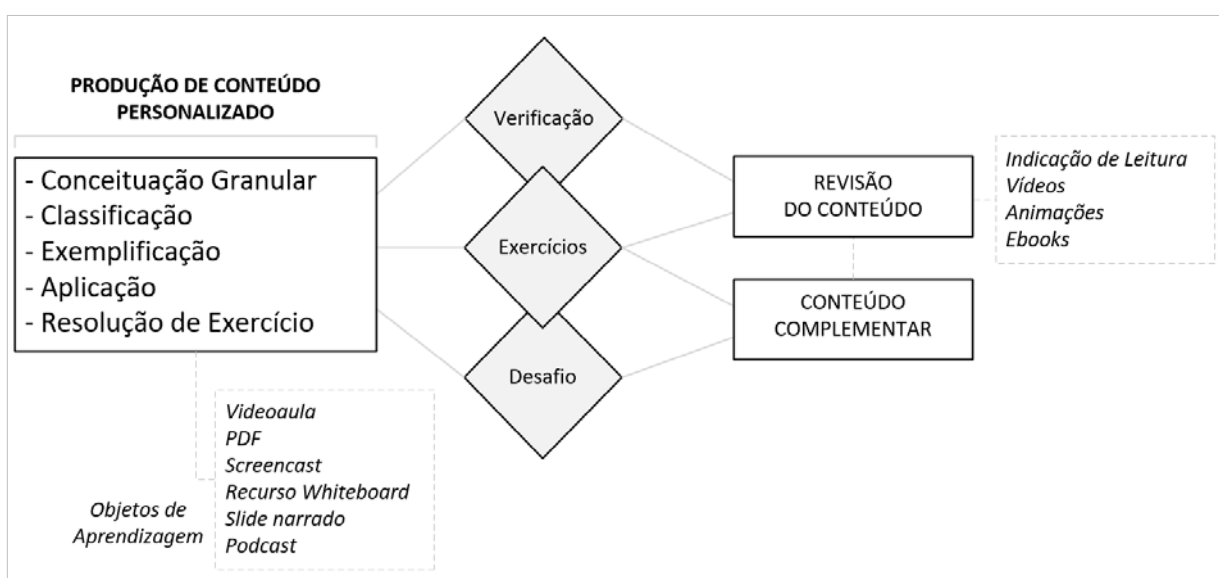 PRODUÇÃO DE CONTEÚDO
PERSONALIZADO
- Conceituação Granular
- Classificação
- Exemplificação
- Aplicação
- Resolução de Exercício
Objetos de
Aprendizagem
Videoaula
PDF
Screencast
Recurso Whiteboard
Slide narrado
Podcast
Verificação
Exercícios
Desafio
REVISÃO
DO CONTEÚDO
CONTEÚDO
COMPLEMENTAR
Indicação de Leitura
Vídeos
Animações
Ebooks